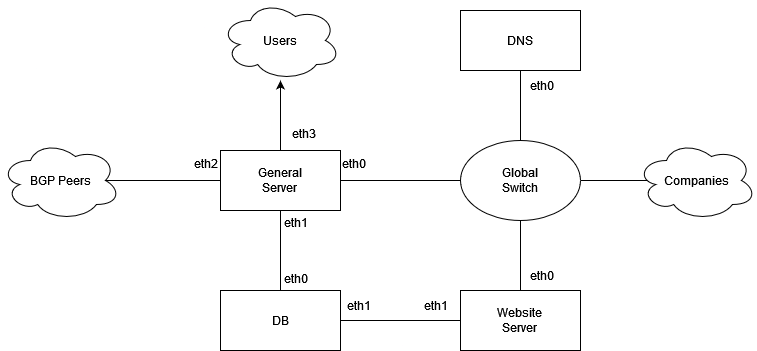 Users
DNS
eth0
eth3
eth2
eth0
BGP Peers
General
Server
Global
Switch
Companies
eth1
eth0
eth0
DB
eth1
eth1
Website
Server